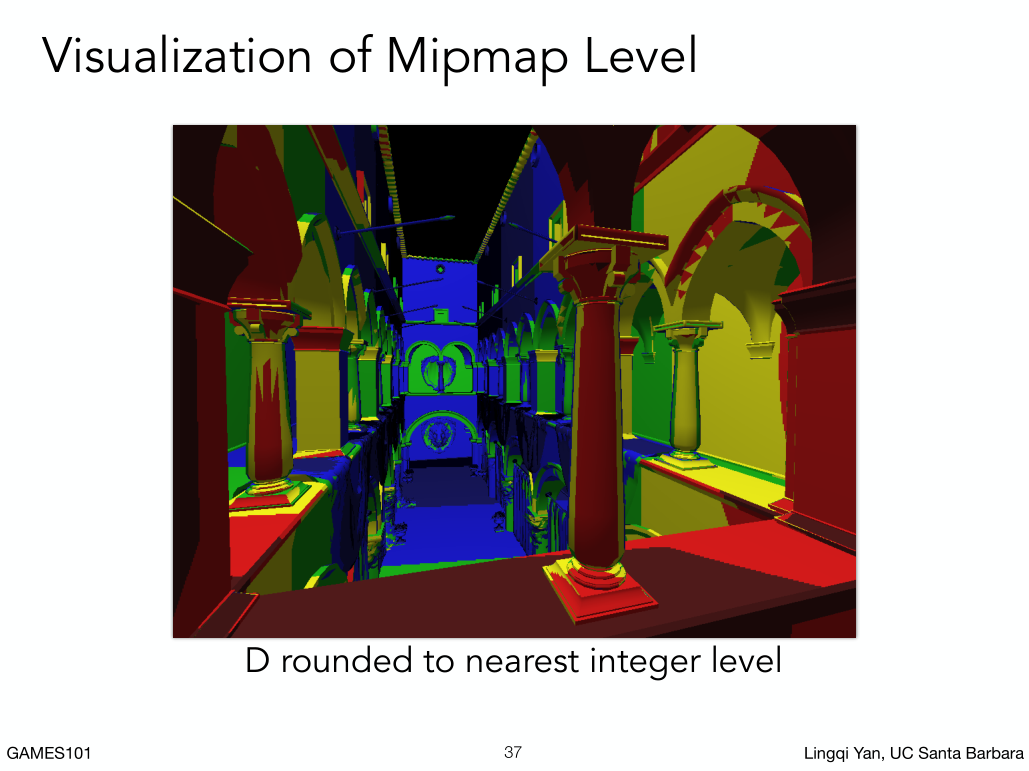 Visualization of Mipmap Level
D rounded to nearest integer level
GAMES101
37
Lingqi Yan, UC Santa Barbara